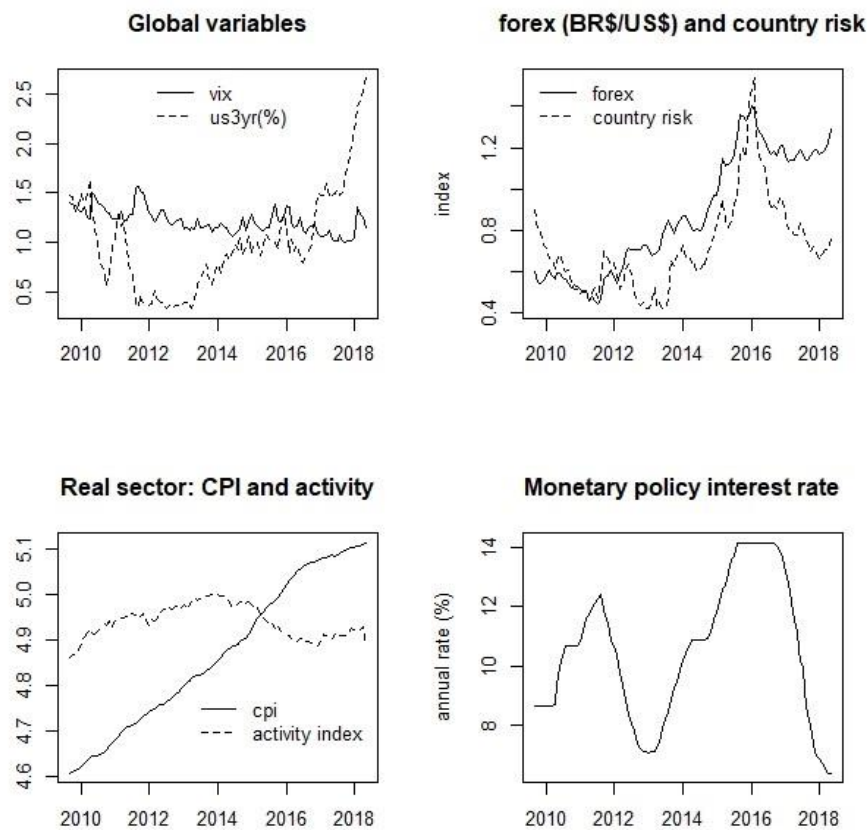 Global variables
vix
us3yr(%)
2.5
2.0
1.5
1.0
0.5
2010 2012 2014 2016 2018
forex (BR$/US$) and country risk
forex
country risk
index
1.2
0.8
0.4
2010 2012 2014 2016 2018
Real sector: CPI and activity
5.1
5.0
4.9
4.8
4.7
4.6
cpi
activity index
2010 2012 2014 2016 2018
Monetary policy interest rate
annual rate (%)
14
12
10
8
2010 2012 2014 2016 2018